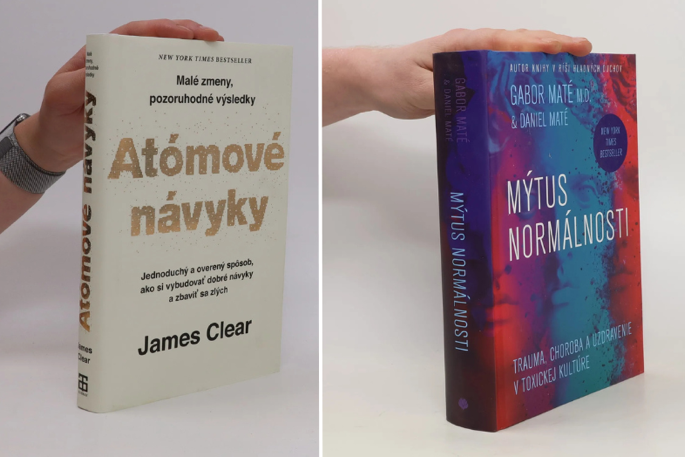 NEW YORK TIMES BESTSELLER
Malé zmeny,
pozoruhodné výsledky
Atómové
návyky
Jednoduchý a overený spôsob,
ako si vybudovať dobré návyky
a zbaviť sa zlých
James Clear
Atómové návyky
James
Clear
AUTOR KNIHY V RÍŠI HLADNÝCH DUCHOV
GABOR MATÉ M.D.
& DANIEL MATÉ
NEW YORK
TIMES
BESTSELLER
MÝTUS
NORMÁLNOSTI
TRAUMA, CHOROBA A UZDRAVENIE
V TOXICKEJ KULTÚRE
GABOR MATÉ
& DANIEL MATÉ
MÝTUS NORMÁLNOSTI